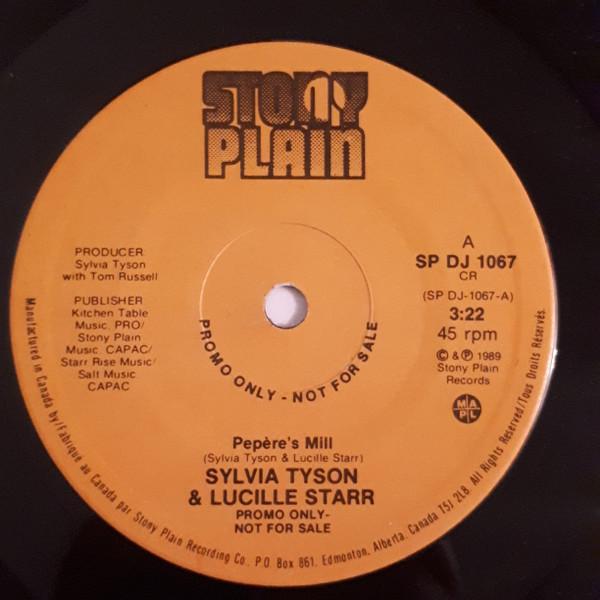 STONY
PLAIN
PRODUCER
Sylvia Tyson
with Tom Russell
PUBLISHER
Kitchen Table
Music, PRO/
Stony Plain
Music, CAPAC/
Starr Rise Music/
Salt Music
CAPAC
A
SP DJ 1067
CR
(SP DJ-1067-A)
3:22
45 rpm
© & ℗ 1989
Stony Plain
Records
M A
P L
PROMO ONLY - NOT FOR SALE
Pepère's Mill
(Sylvia Tyson & Lucille Starr)
SYLVIA TYSON
& LUCILLE STARR
PROMO ONLY-
NOT FOR SALE
Manufactured in Canada by/Fabrique au Canada par Stony Plain Recording Co., P.O. Box 861, Edmonton, Alberta, Canada T5J 2L8. All Rights Reserved/Tous Droits Réservés.